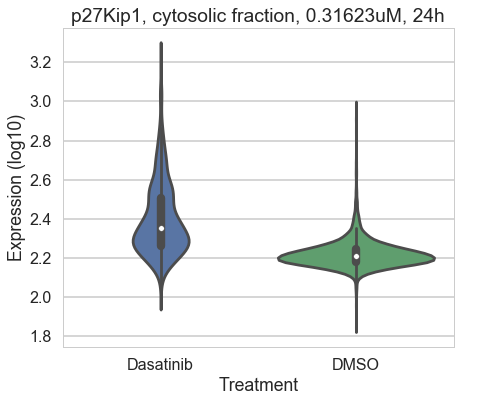 p27Kip1, cytosolic fraction, 0.31623uM, 24h
Expression (log10)
3.2
3.0
2.8
2.6
2.4
2.2
2.0
1.8
Dasatinib DMSO
Treatment